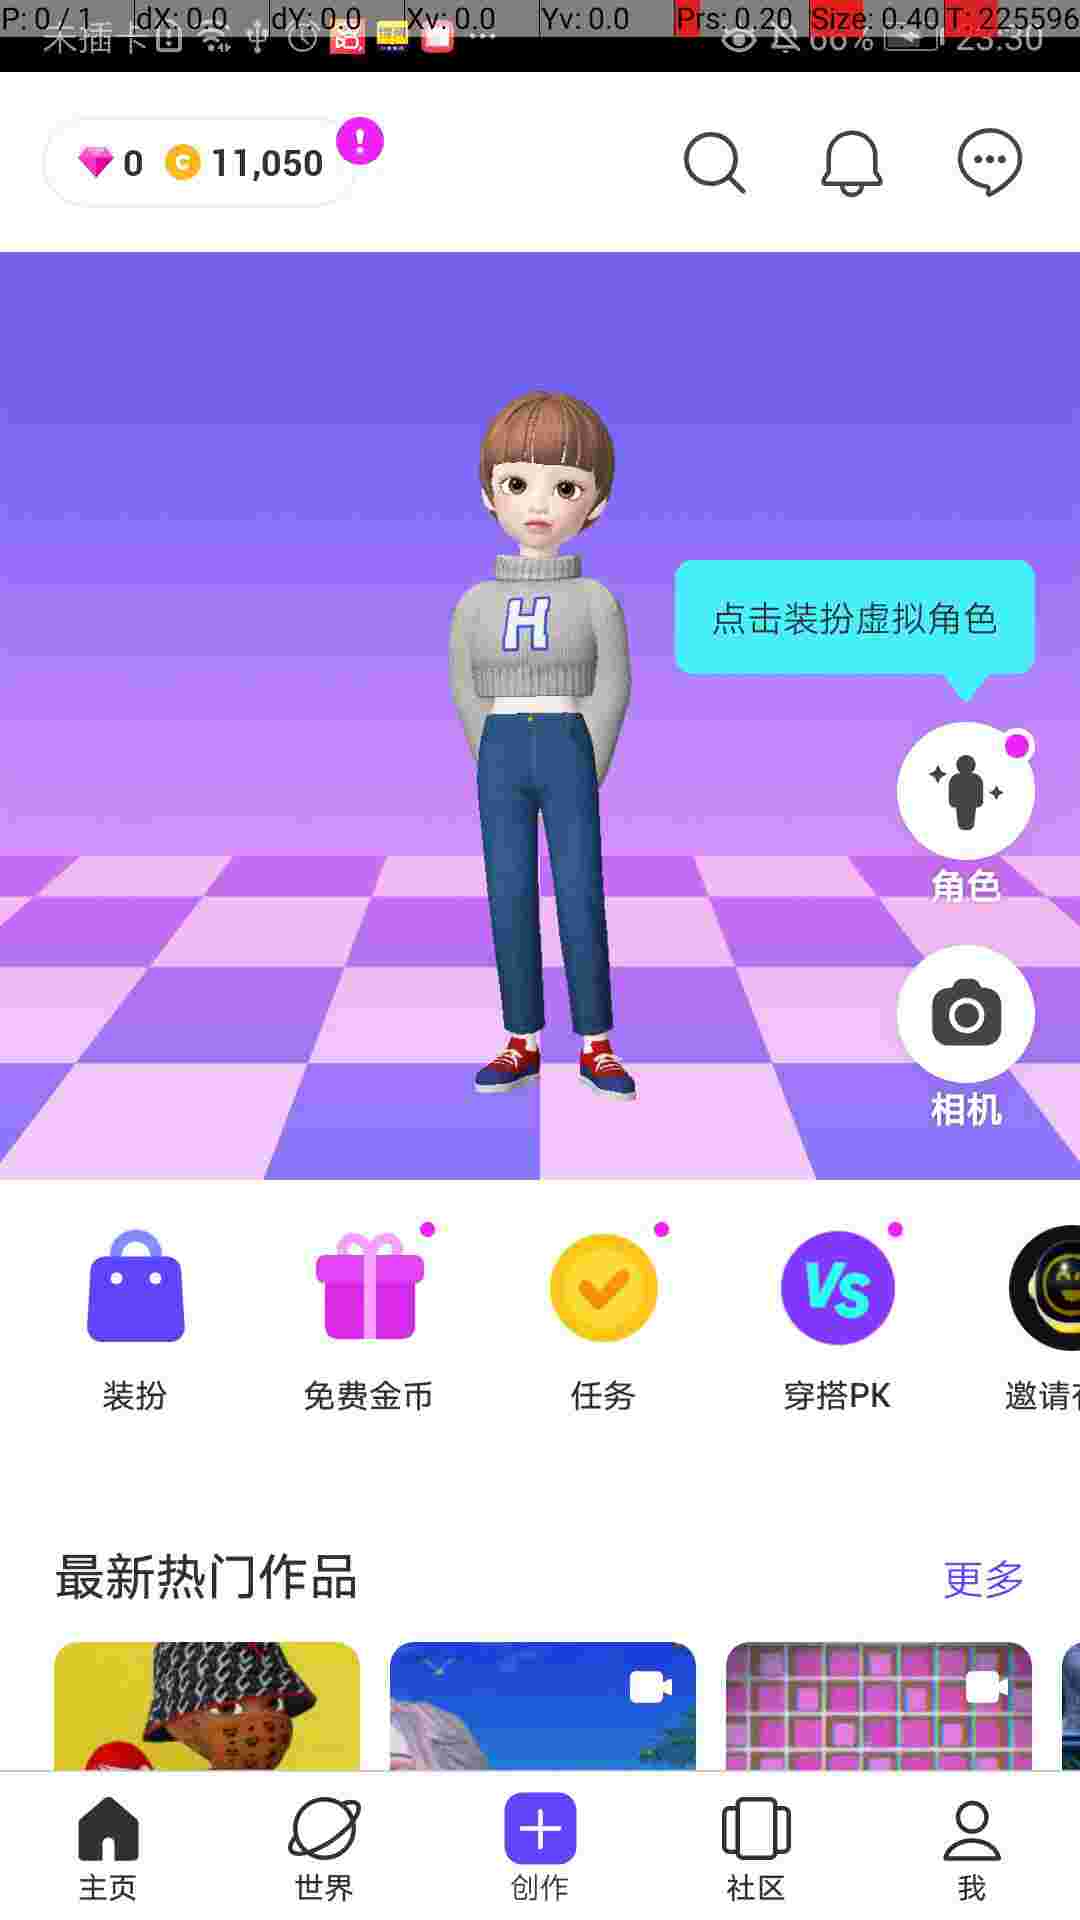 P: 0 / 1 dX: 0.0 dY: 0.0 Xv: 0.0 Yv: 0.0 Prs: 0.20 Size: 0.40 T: 225596
未插卡 66% 23:30
0 C 11,050
H
点击装扮虚拟角色
角色
相机
VS
装扮 免费金币 任务 穿搭PK 邀请
最新热门作品 更多
主页 世界 创作 社区 我